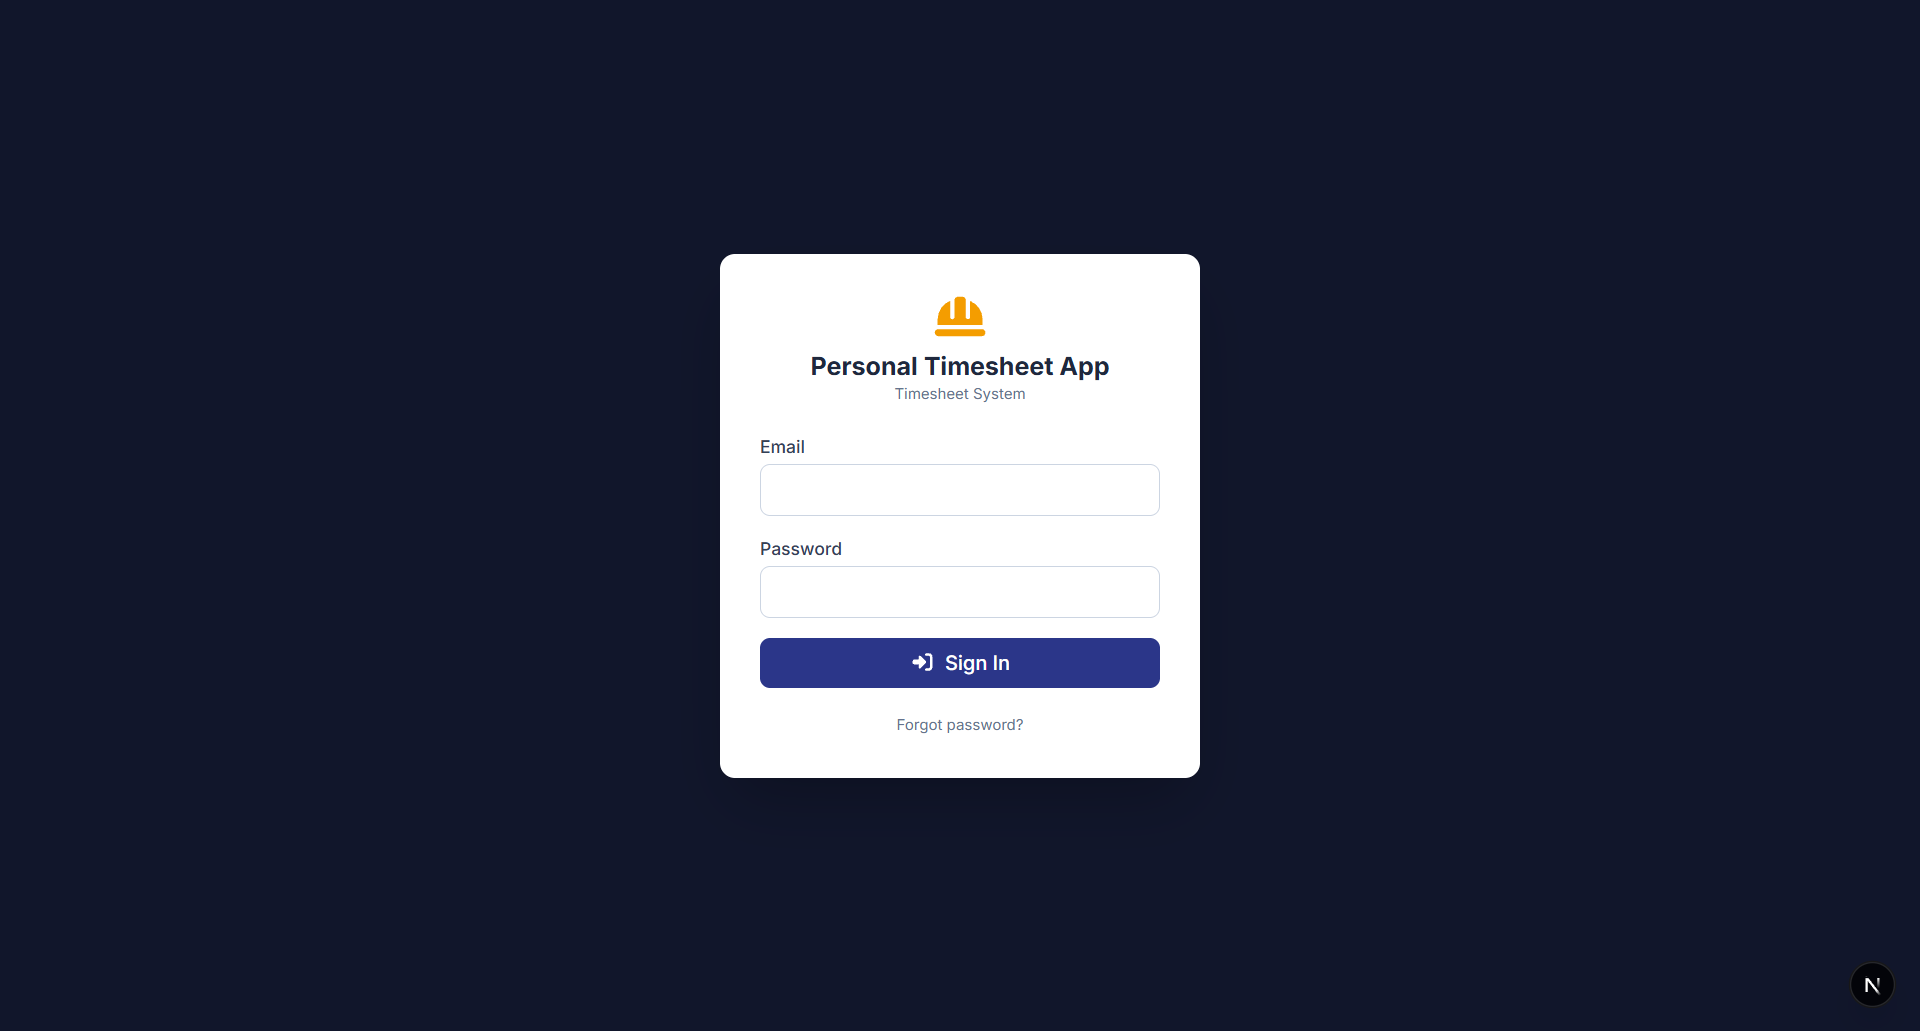 Personal Timesheet App
Timesheet System
Email
Password
Sign In
Forgot password?
N